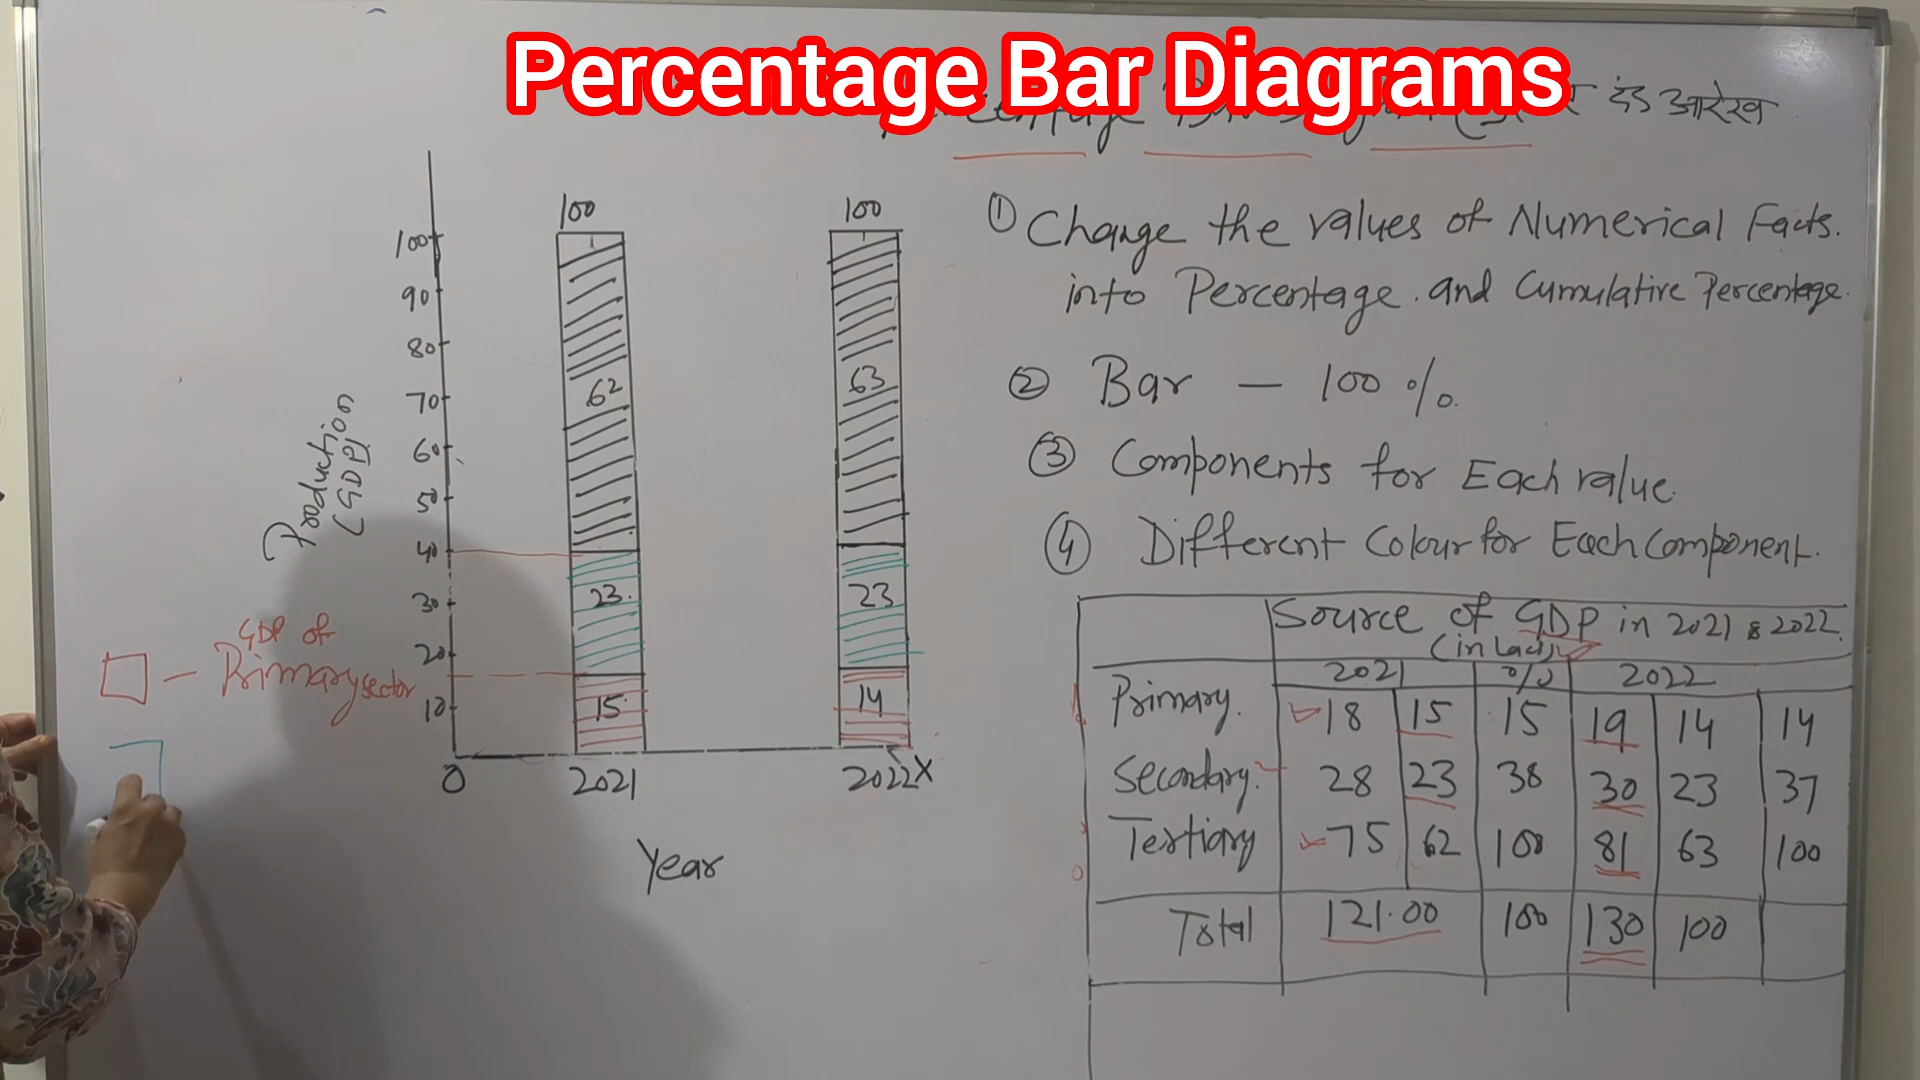 Percentage Bar Diagrams
दंड आरेख
① Change the values of Numerical Facts.
into Percentage. and Cumulative Percentage.
② Bar — 100 %.
③ Components for Each value.
④ Different Colour for Each Component.
100 100
100
90
80
70
60
50
40
30
20
10
0
62 63
23. 23
15. 14
2021 2022 X
Year
Production
(GDP)
GDP of
— Primary sector
Source of GDP in 2021 & 2022
2021 % 2022
Primary. 18 15 15 19 14 14
Secondary. 28 23 38 30 23 37
Tertiary 75 62 100 81 63 100
Total 121.00 100 130 100